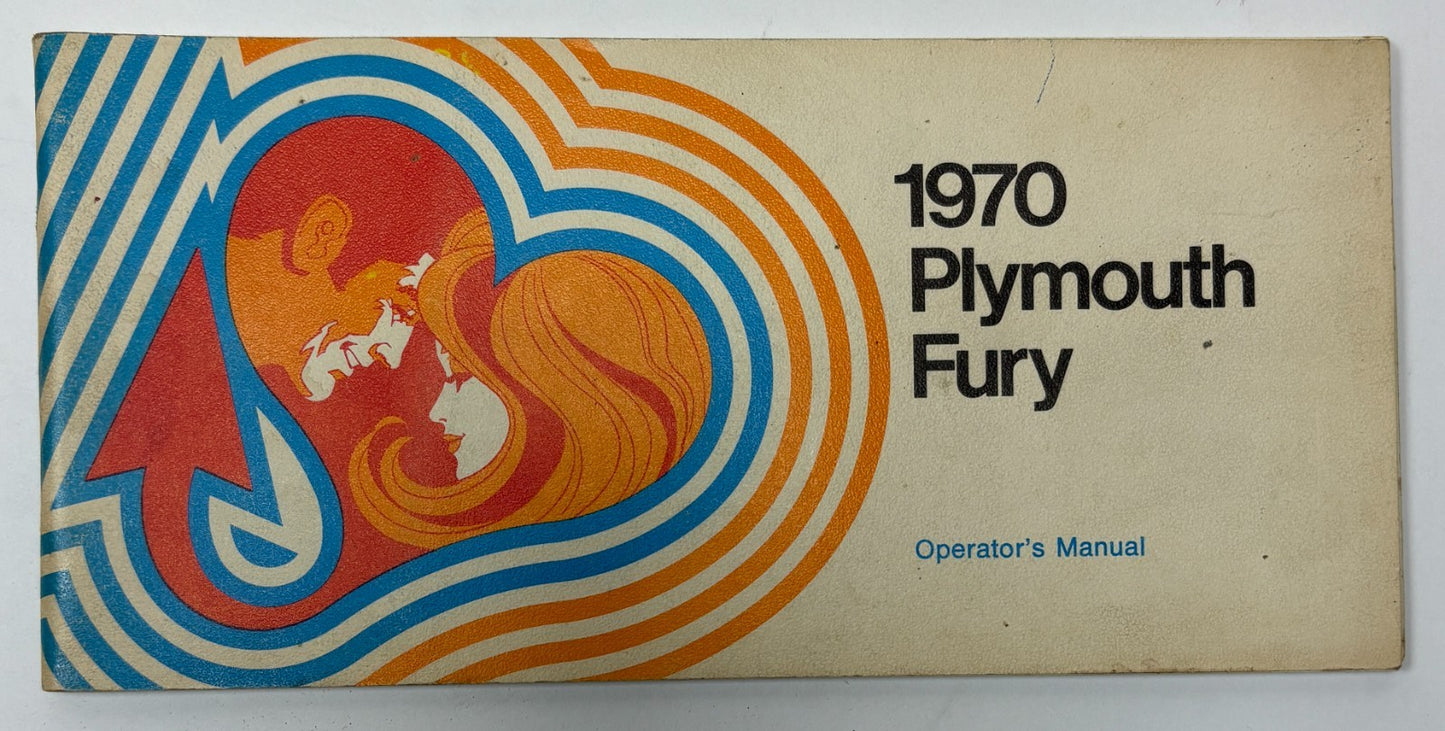 1970
Plymouth
Fury
Operator's Manual